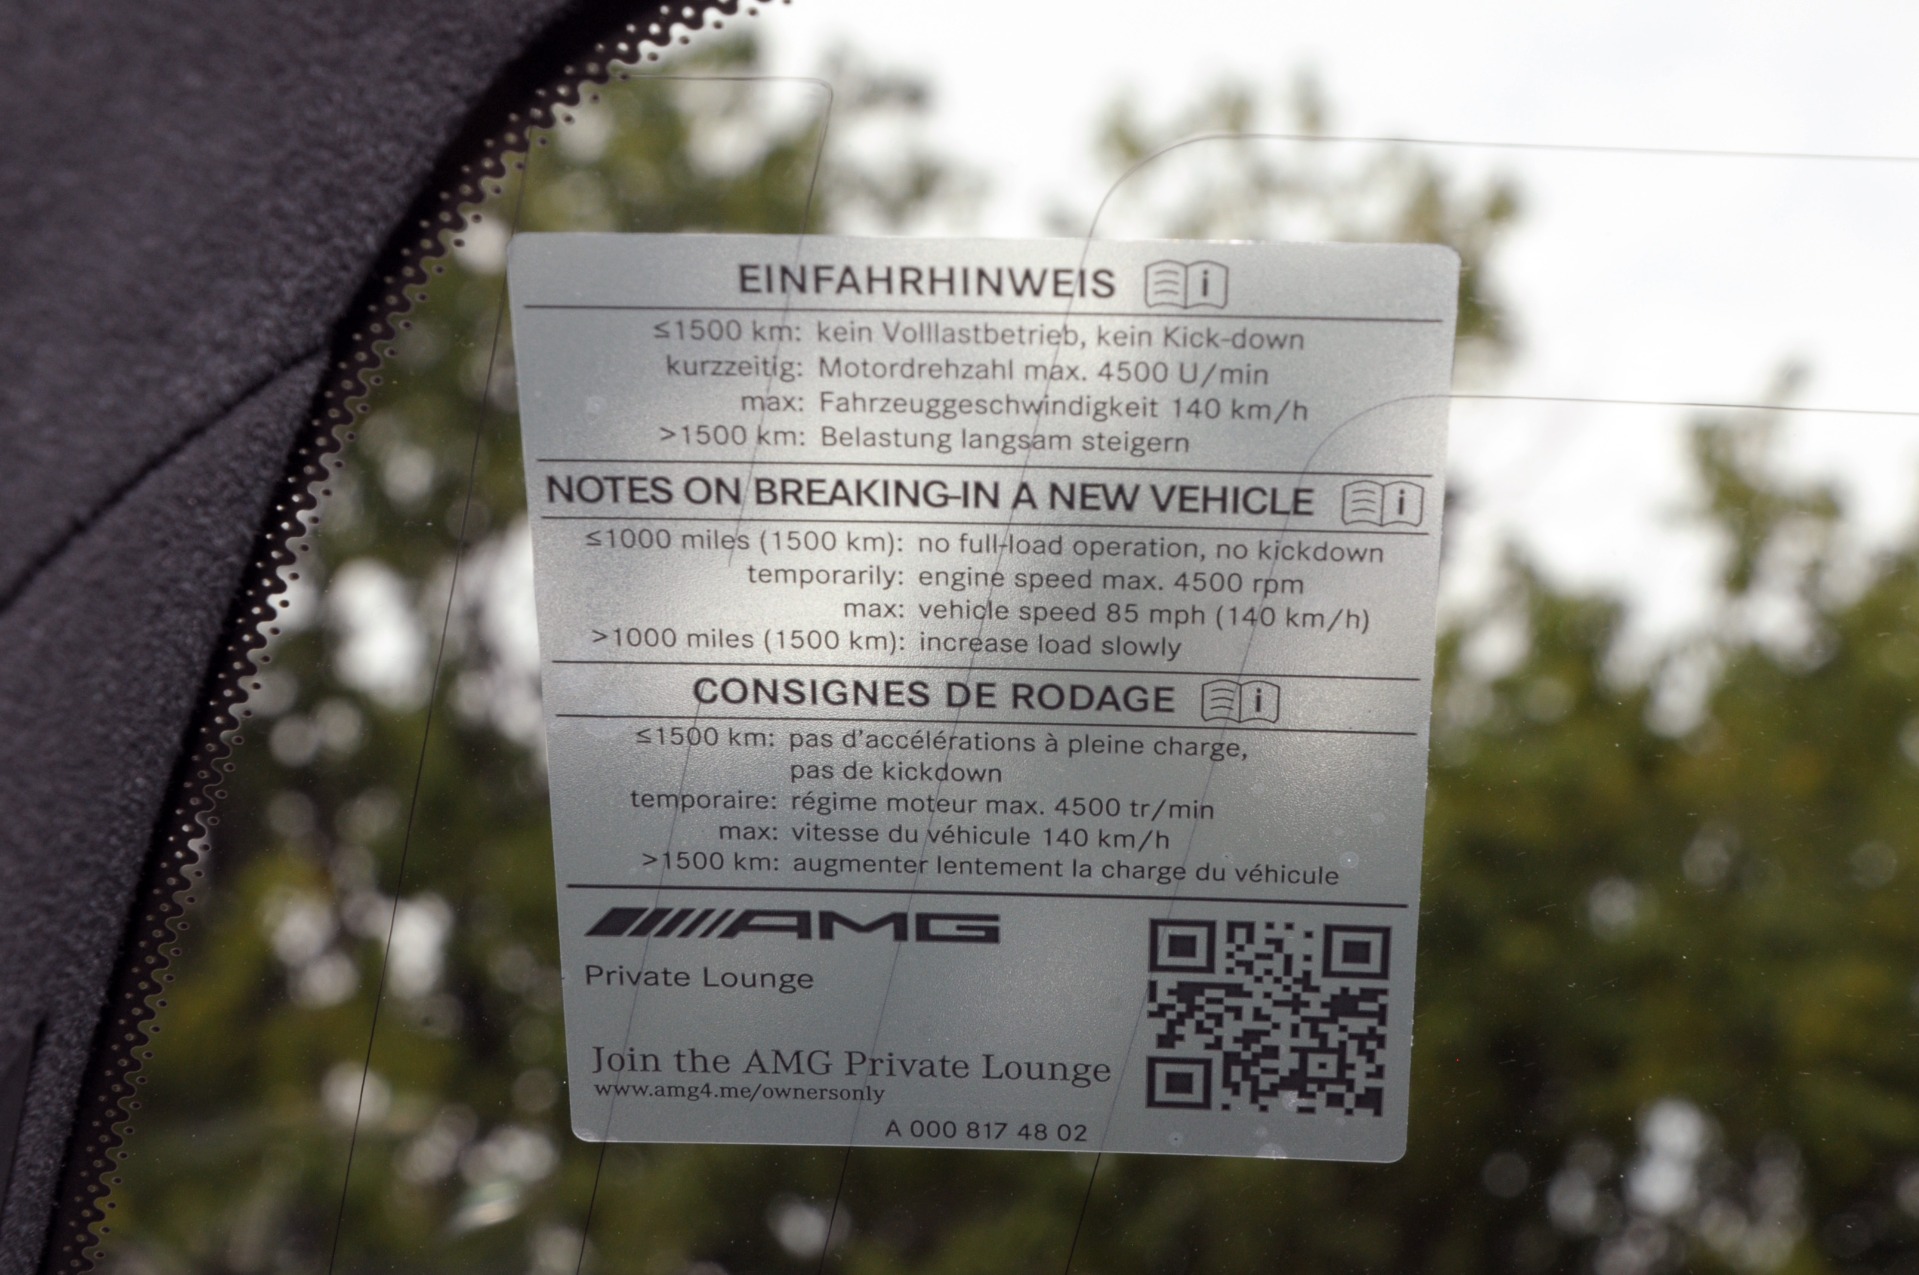 EINFAHRHINWEIS
≤1500 km: kein Volllastbetrieb, kein Kick-down
kurzzeitig: Motordrehzahl max. 4500 U/min
max: Fahrzeuggeschwindigkeit 140 km/h
>1500 km: Belastung langsam steigern
NOTES ON BREAKING-IN A NEW VEHICLE
≤1000 miles (1500 km): no full-load operation, no kickdown
temporarily: engine speed max. 4500 rpm
max: vehicle speed 85 mph (140 km/h)
>1000 miles (1500 km): increase load slowly
CONSIGNES DE RODAGE
≤1500 km: pas d'accélérations à pleine charge,
pas de kickdown
temporaire: régime moteur max. 4500 tr/min
max: vitesse du véhicule 140 km/h
>1500 km: augmenter lentement la charge du véhicule
AMG
Private Lounge
Join the AMG Private Lounge
www.amg4.me/ownersonly
A 000 817 48 02